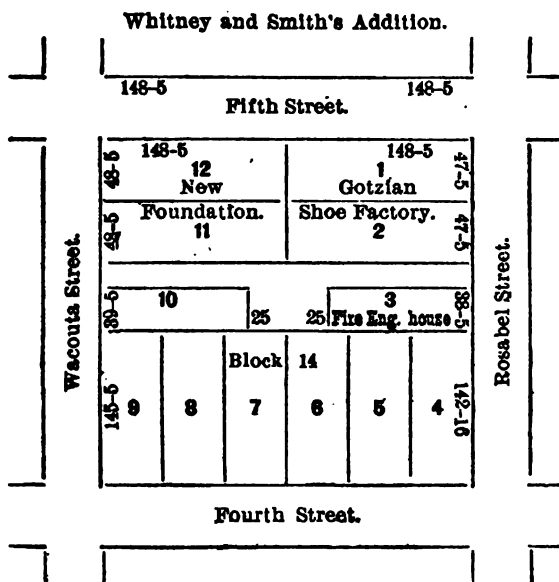 Whitney and Smith's Addition.
148-5 148-5
Fifth Street.
148-5 148-5
48-5 12 1 47-5
New Gotzian
Foundation. Shoe Factory.
11 2 47-5
Wacouta Street.
Rosabel Street.
39-5 10 3 38-5
25 25 Fire Eng. house
Block 14
145-5 9 8 7 6 5 4 142-16
Fourth Street.